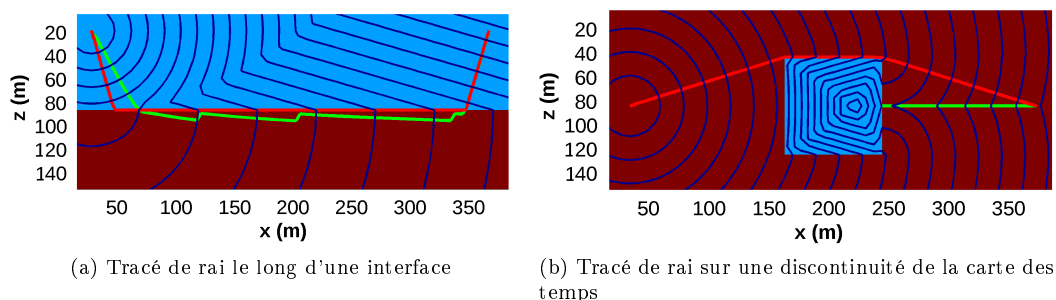 20
40
60
80
100
120
140
z (m)
50 100 150 200 250 300 350
x (m)
(a) Tracé de rai le long d'une interface
20
40
60
80
100
120
140
z (m)
50 100 150 200 250 300 350
x (m)
(b) Tracé de rai sur une discontinuité de la carte des
temps